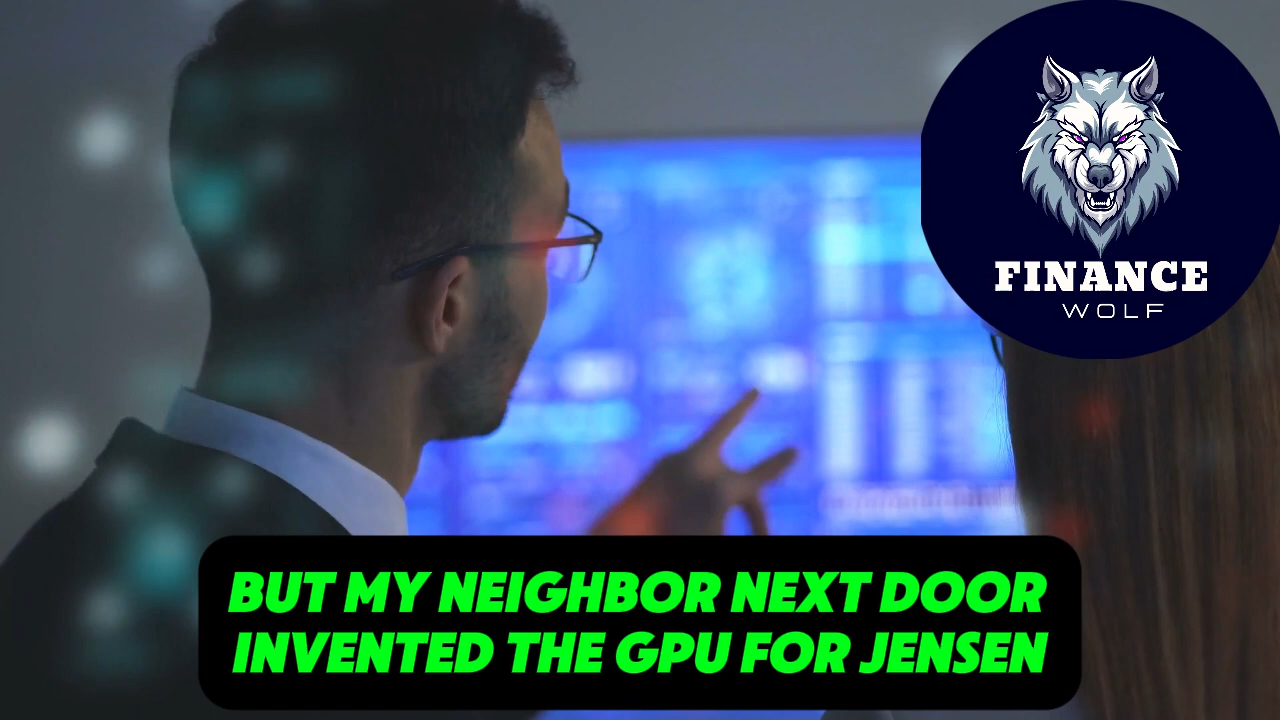 FINANCE
WOLF
BUT MY NEIGHBOR NEXT DOOR
INVENTED THE GPU FOR JENSEN